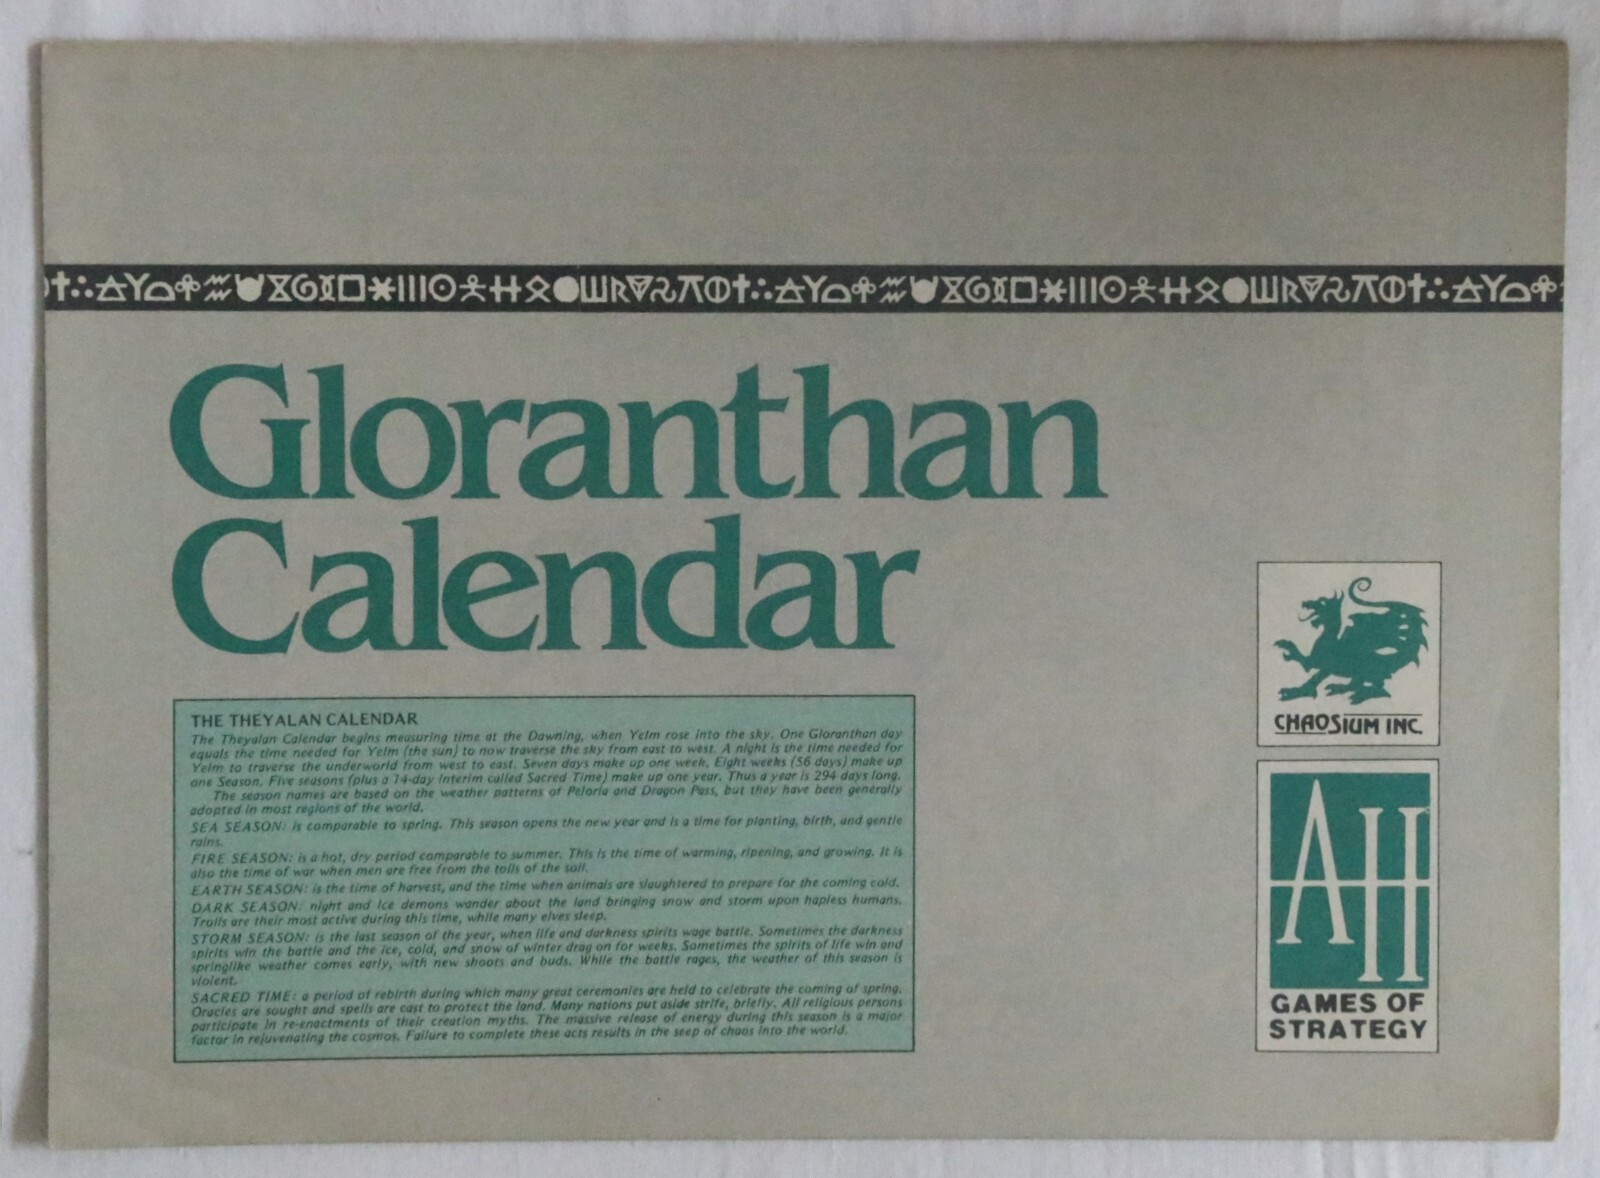 Gloranthan
Calendar
THE THEYALAN CALENDAR
The Theyalan Calendar begins measuring time at the Dawning, when Yelm rose into the sky. One Gloranthan day
equals the time needed for Yelm (the sun) to now traverse the sky from east to west. A night is the time needed for
Yelm to traverse the underworld from west to east. Seven days make up one week. Eight weeks (56 days) make up
one Season. Five seasons (plus a 14-day interim called Sacred Time) make up one year. Thus a year is 294 days long.
The season names are based on the weather patterns of Peloria and Dragon Pass, but they have been generally
adopted in most regions of the world.
SEA SEASON: is comparable to spring. This season opens the new year and is a time for planting, birth, and gentle
rains.
FIRE SEASON: is a hot, dry period comparable to summer. This is the time of warming, ripening, and growing. It is
also the time of war when men are free from the toils of the soil.
EARTH SEASON: is the time of harvest, and the time when animals are slaughtered to prepare for the coming cold.
DARK SEASON: night and ice demons wander about the land bringing snow and storm upon hapless humans.
Trolls are their most active during this time, while many elves sleep.
STORM SEASON: is the last season of the year, when life and darkness spirits wage battle. Sometimes the darkness
spirits win the battle and the ice, cold, and snow of winter drag on for weeks. Sometimes the spirits of life win and
springlike weather comes early, with new shoots and buds. While the battle rages, the weather of this season is
violent.
SACRED TIME: a period of rebirth during which many great ceremonies are held to celebrate the coming of spring.
Oracles are sought and spells are cast to protect the land. Many nations put aside strife, briefly. All religious persons
participate in re-enactments of their creation myths. The massive release of energy during this season is a major
factor in rejuvenating the cosmos. Failure to complete these acts results in the seep of chaos into the world.
CHAOSIUM INC.
AH
GAMES OF
STRATEGY